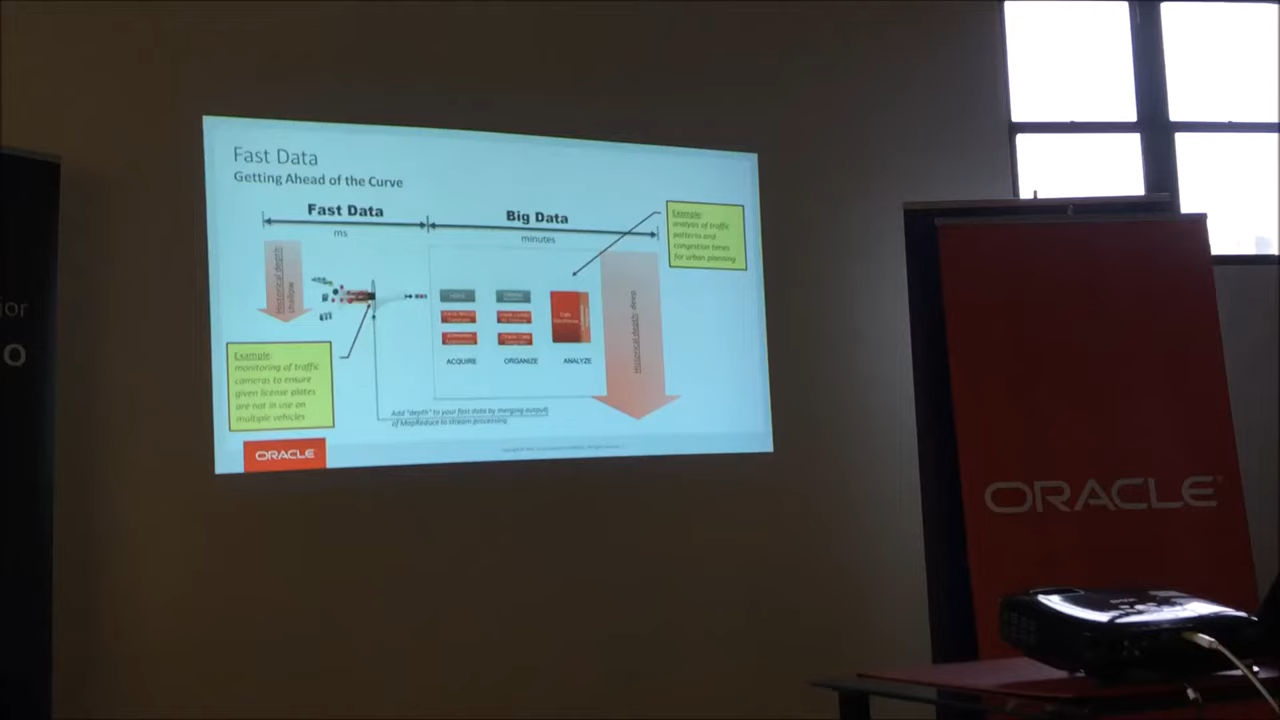 Fast Data
Getting Ahead of the Curve
Fast Data
Big Data
ms
minutes
Example:
analysis of traffic
patterns and
congestion times
for urban planning
Historical depth:
shallow
Historical depth: deep
Data
Warehouse
ACQUIRE
ORGANIZE
ANALYZE
Example:
monitoring of traffic
cameras to ensure
given license plates
are not in use on
multiple vehicles
Add "depth" to your fast data by merging output
of MapReduce to stream processing
ORACLE
ORACLE
O